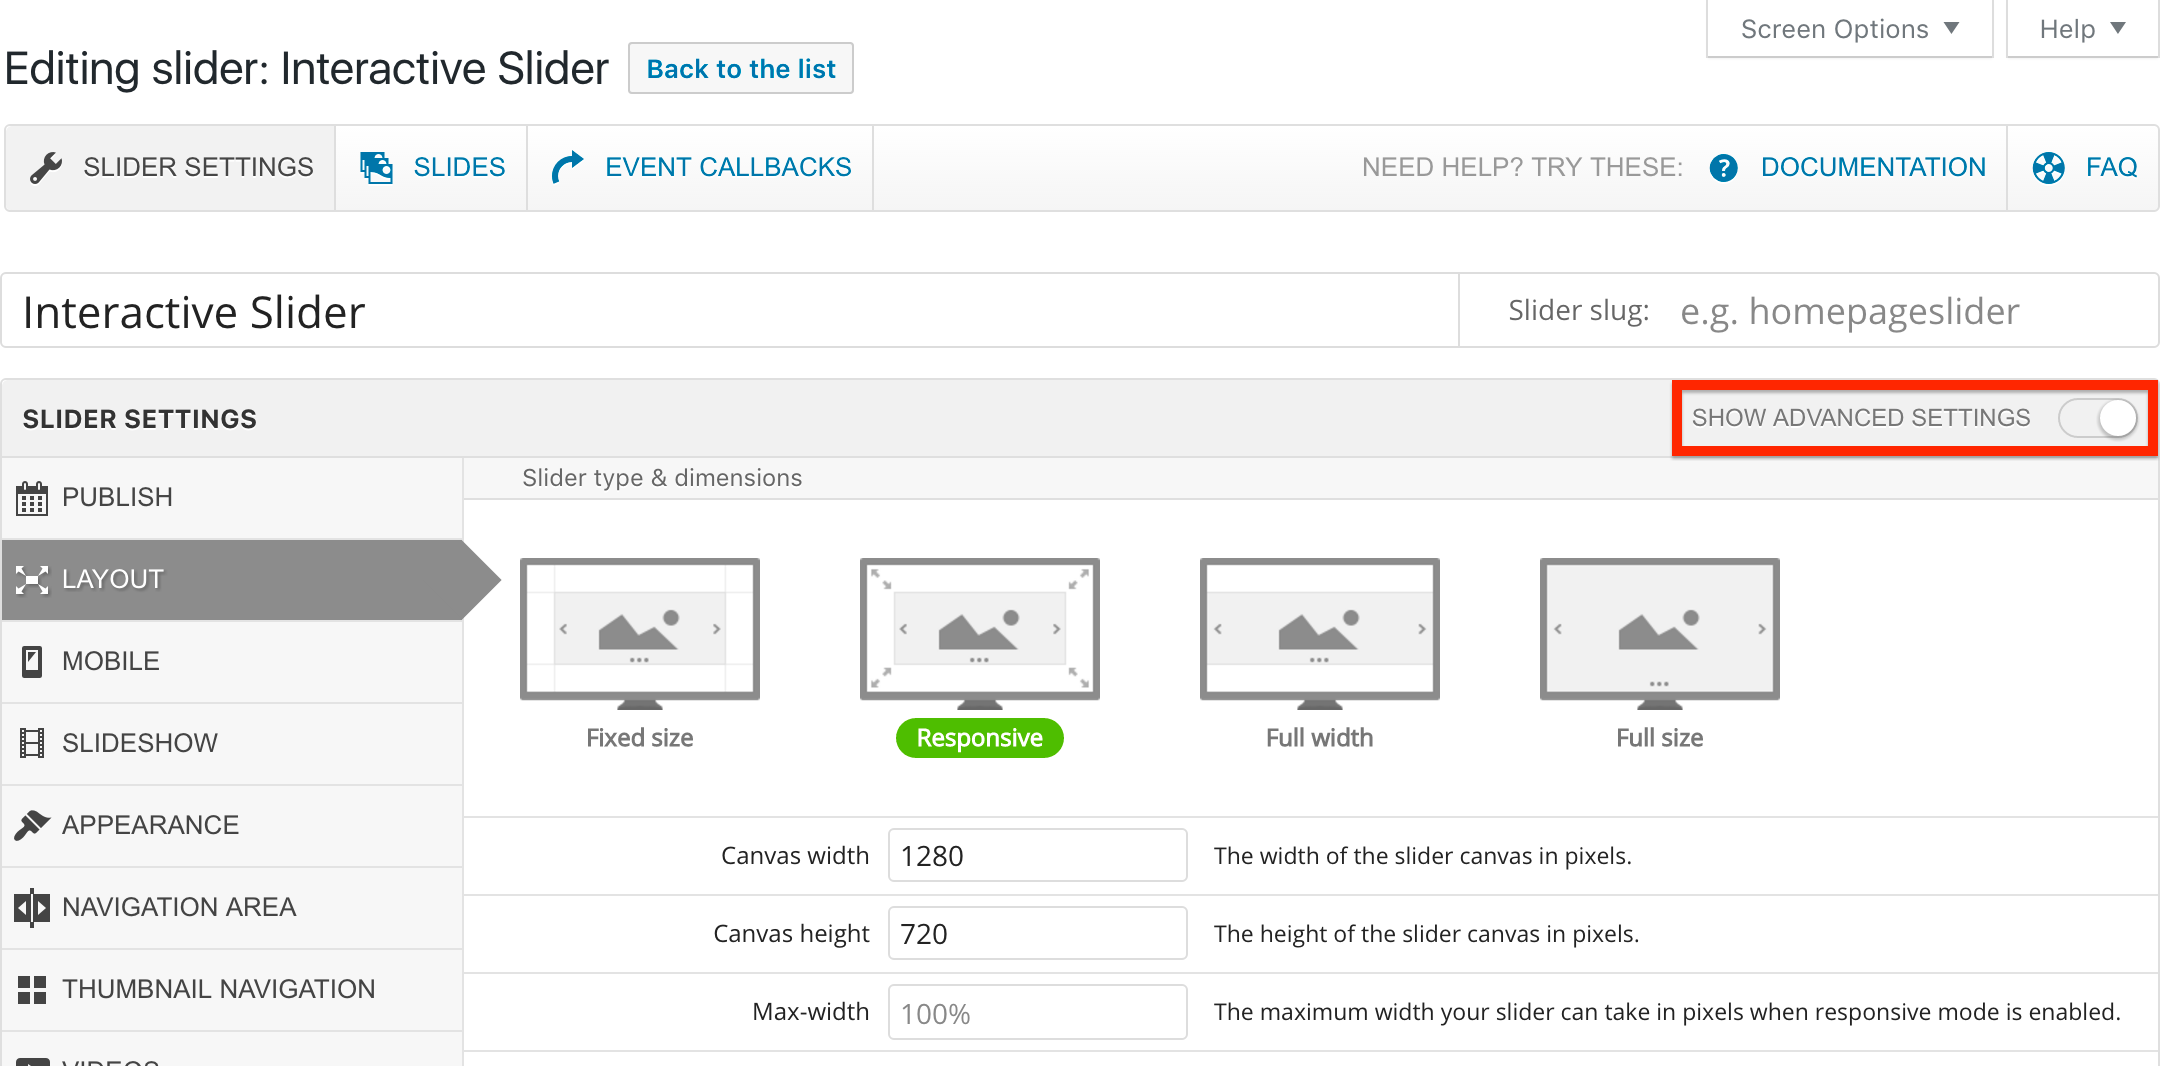 Screen Options
Help
Editing slider: Interactive Slider
Back to the list
SLIDER SETTINGS
SLIDES
EVENT CALLBACKS
NEED HELP? TRY THESE:
DOCUMENTATION
FAQ
Interactive Slider
Slider slug:
e.g. homepageslider
SLIDER SETTINGS
SHOW ADVANCED SETTINGS
PUBLISH
LAYOUT
MOBILE
SLIDESHOW
APPEARANCE
NAVIGATION AREA
THUMBNAIL NAVIGATION
VIDEOS
Slider type & dimensions
Fixed size
Responsive
Full width
Full size
Canvas width
1280
The width of the slider canvas in pixels.
Canvas height
720
The height of the slider canvas in pixels.
Max-width
100%
The maximum width your slider can take in pixels when responsive mode is enabled.